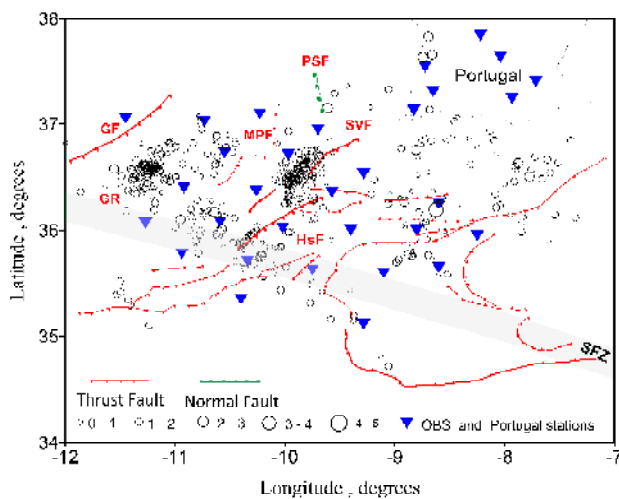 38
PSF
Portugal
37
GF
MPF
SVF
GR
36
HsF
Latitude , degrees
35
SFZ
Thrust Fault
Normal Fault
0 - 1
1 - 2
2 - 3
3 - 4
4 - 5
OBS and Portugal stations
34
-12
-11
-10
-9
-8
-7
Longitude , degrees